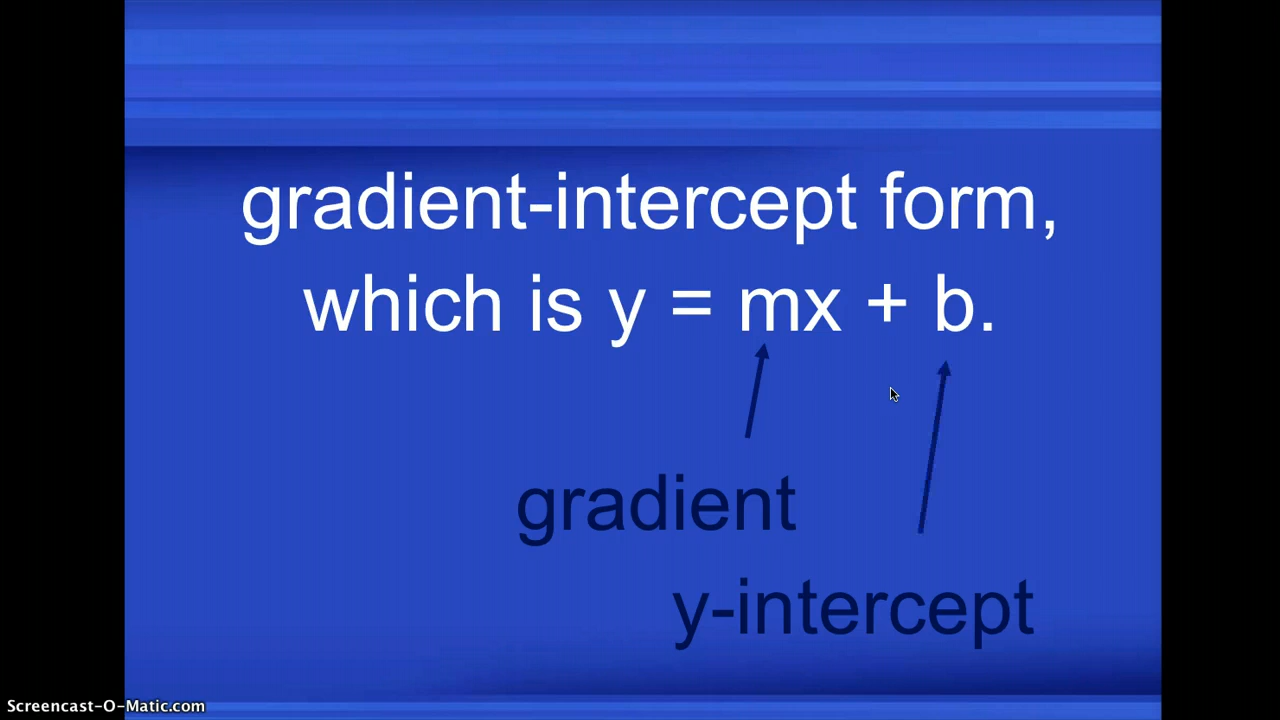 gradient-intercept form,
which is y = mx + b.
gradient
y-intercept
Screencast-O-Matic.com